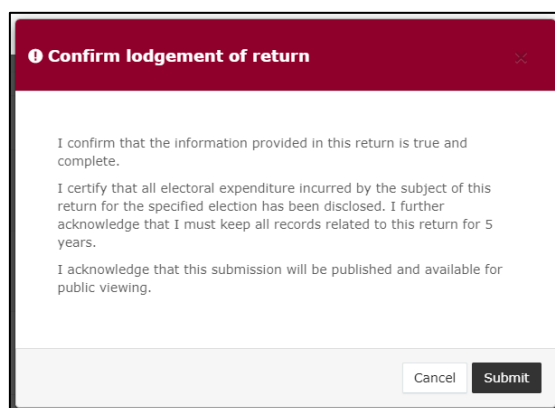 Confirm lodgement of return
I confirm that the information provided in this return is true and
complete.
I certify that all electoral expenditure incurred by the subject of this
return for the specified election has been disclosed. I further
acknowledge that I must keep all records related to this return for 5
years.
I acknowledge that this submission will be published and available for
public viewing.
Cancel Submit